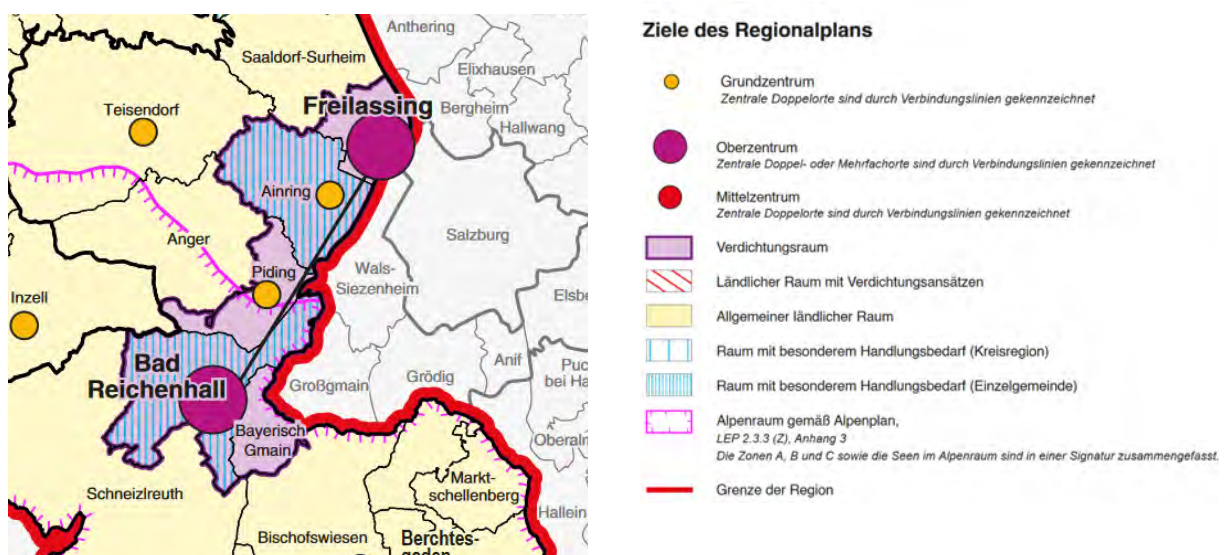 Anthering
Saaldorf-Surheim
Elixhausen
Teisendorf
Freilassing
Bergheim
Hallwang
Ainring
Salzburg
Anger
Wals-
Siezenheim
Piding
Inzell
Elsbe
Bad
Reichenhall
Anif
Puc
bei Ha
Großgmain
Grödig
Bayerisch
Gmain
Oberalm
Schneizlreuth
Markt-
schellenberg
Hallein
Bischofswiesen
Berchtes-
gaden
Ziele des Regionalplans
Grundzentrum
Zentrale Doppelorte sind durch Verbindungslinien gekennzeichnet
Oberzentrum
Zentrale Doppel- oder Mehrfachorte sind durch Verbindungslinien gekennzeichnet
Mittelzentrum
Zentrale Doppelorte sind durch Verbindungslinien gekennzeichnet
Verdichtungsraum
Ländlicher Raum mit Verdichtungsansätzen
Allgemeiner ländlicher Raum
Raum mit besonderem Handlungsbedarf (Kreisregion)
Raum mit besonderem Handlungsbedarf (Einzelgemeinde)
Alpenraum gemäß Alpenplan,
LEP 2.3.3 (Z), Anhang 3
Die Zonen A, B und C sowie die Seen im Alpenraum sind in einer Signatur zusammengefasst.
Grenze der Region